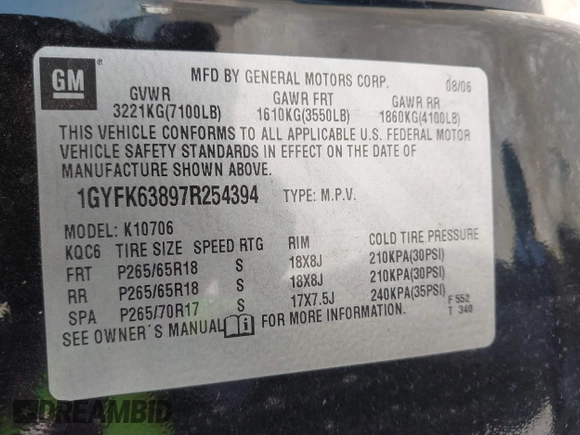 GM ®
MFD BY GENERAL MOTORS CORP. 08/06
GVWR GAWR FRT GAWR RR
3221KG(7100LB) 1610KG(3550LB) 1860KG(4100LB)
THIS VEHICLE CONFORMS TO ALL APPLICABLE U.S. FEDERAL MOTOR
VEHICLE SAFETY STANDARDS IN EFFECT ON THE DATE OF
MANUFACTURE SHOWN ABOVE.
1GYFK63897R254394 TYPE: M.P.V.
MODEL: K10706
KQC6 TIRE SIZE SPEED RTG RIM COLD TIRE PRESSURE
FRT P265/65R18 S 18X8J 210KPA(30PSI)
RR P265/65R18 S 18X8J 210KPA(30PSI)
SPA P265/70R17 S 17X7.5J 240KPA(35PSI)
SEE OWNER´S MANUAL i FOR MORE INFORMATION.
F 552
T 340
DREAMBID